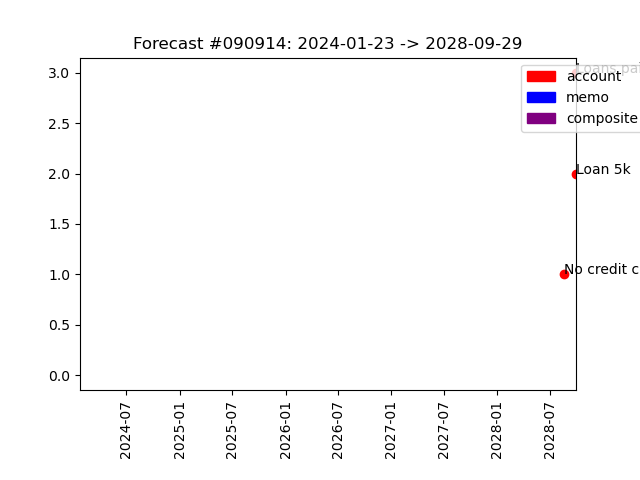 Forecast #090914: 2024-01-23 -> 2028-09-29
3.0
2.5
2.0
1.5
1.0
0.5
0.0
Loans pai
account
memo
composite
Loan 5k
No credit c
2024-07
2025-01
2025-07
2026-01
2026-07
2027-01
2027-07
2028-01
2028-07